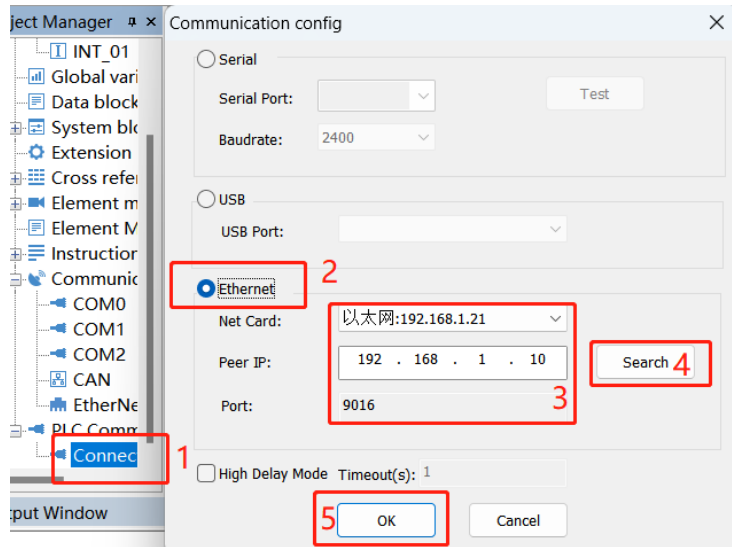 ject Manager
INT_01
Global vari
Data block
System blo
Extension
Cross refer
Element m
Element M
Instruction
Communic
COM0
COM1
COM2
CAN
EtherNe
PLC Comm
Connec
1
tput Window
Communication config
Serial
Serial Port:
Test
Baudrate: 2400
USB
USB Port:
2
Ethernet
Net Card: 以太网:192.168.1.21
Peer IP: 192 . 168 . 1 . 10
Search 4
Port: 9016 3
High Delay Mode Timeout(s): 1
5 OK Cancel